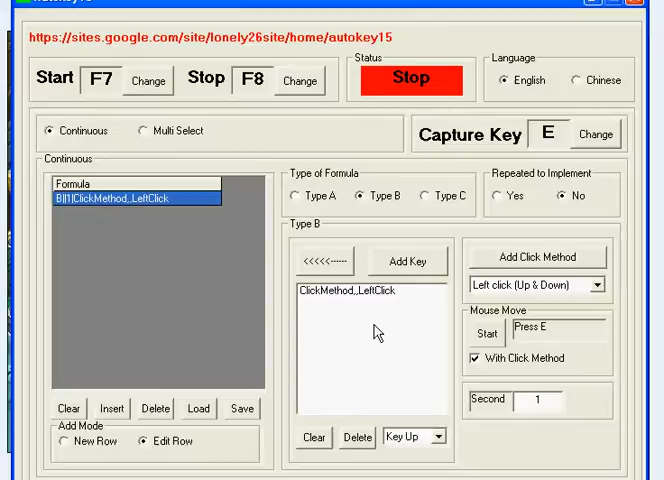 https://sites.google.com/site/lonely26site/home/autokey15
Status
Language
Start F7 Change Stop F8 Change
Stop
English Chinese
Continuous Multi Select
Capture Key E Change
Continuous
Type of Formula
Repeated to Implement
Formula
Type A Type B Type C
Yes No
B|1|ClickMethod,,LeftClick
Type B
<<<<<------ Add Key
Add Click Method
ClickMethod,,LeftClick
Left click (Up & Down)
Mouse Move
Start Press E
With Click Method
Second 1
Clear Insert Delete Load Save
Add Mode
New Row Edit Row
Clear Delete Key Up